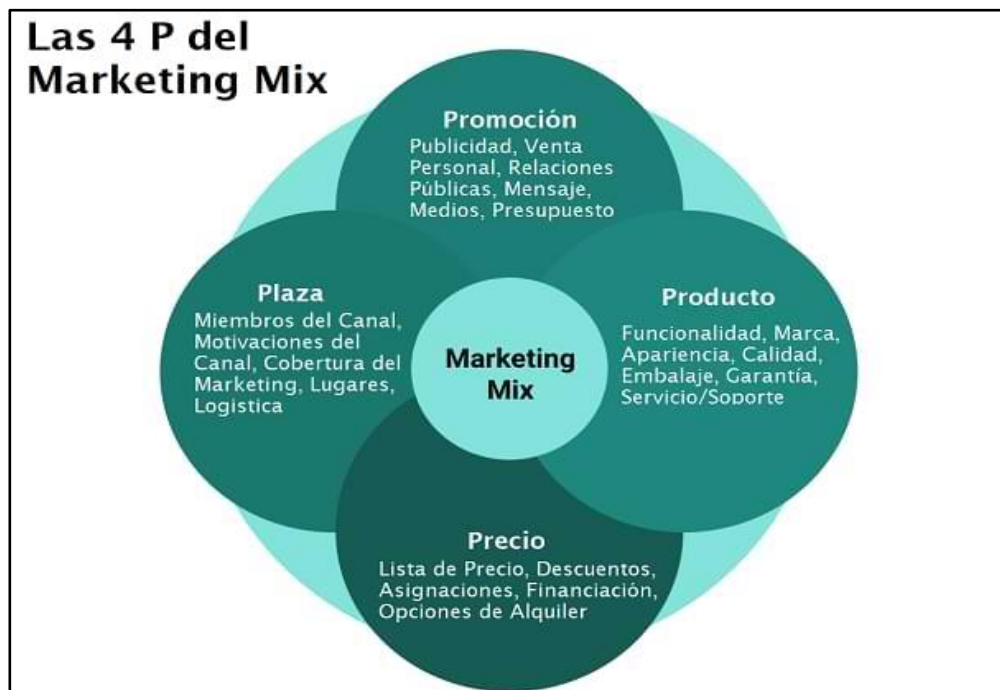 Las 4 P del
Marketing Mix
Promoción
Publicidad, Venta
Personal, Relaciones
Públicas, Mensaje,
Medios, Presupuesto
Plaza
Miembros del Canal,
Motivaciones del
Canal, Cobertura del
Marketing, Lugares,
Logistica
Marketing
Mix
Producto
Funcionalidad, Marca,
Apariencia, Calidad,
Embalaje, Garantía,
Servicio/Soporte
Precio
Lista de Precio, Descuentos,
Asignaciones, Financiación,
Opciones de Alquiler